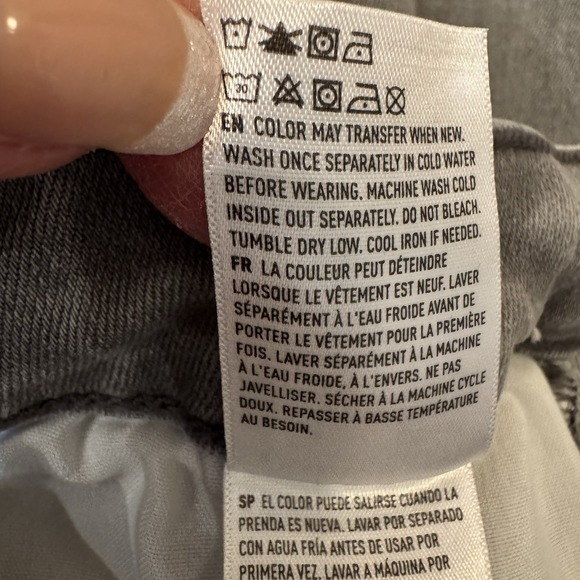 30
EN COLOR MAY TRANSFER WHEN NEW.
WASH ONCE SEPARATELY IN COLD WATER
BEFORE WEARING. MACHINE WASH COLD
INSIDE OUT SEPARATELY. DO NOT BLEACH.
TUMBLE DRY LOW. COOL IRON IF NEEDED.
FR LA COULEUR PEUT DÉTEINDRE
LORSQUE LE VÊTEMENT EST NEUF. LAVER
SÉPARÉMENT À L'EAU FROIDE AVANT DE
PORTER LE VÊTEMENT POUR LA PREMIÈRE
FOIS. LAVER SÉPARÉMENT À LA MACHINE
À L'EAU FROIDE, À L'ENVERS. NE PAS
JAVELLISER. SÉCHER À LA MACHINE CYCLE
DOUX. REPASSER À BASSE TEMPÉRATURE
AU BESOIN.
SP EL COLOR PUEDE SALIRSE CUANDO LA
PRENDA ES NUEVA. LAVAR POR SEPARADO
CON AGUA FRÍA ANTES DE USAR POR
PRIMERA VEZ. LAVAR A MÁQUINA POR